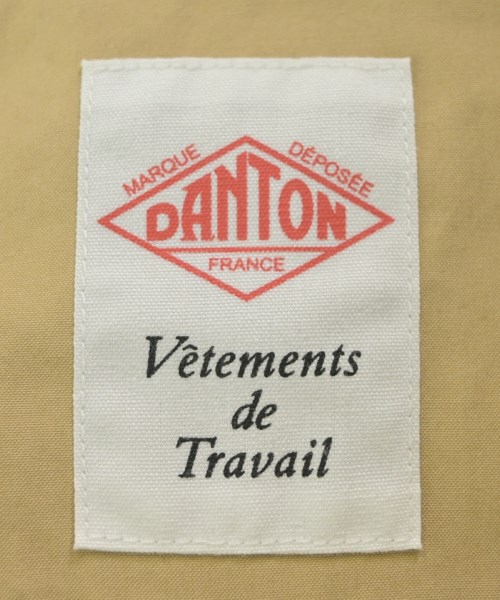 MARQUE DÉPOSÉE
DANTON
FRANCE
Vêtements
de
Travail